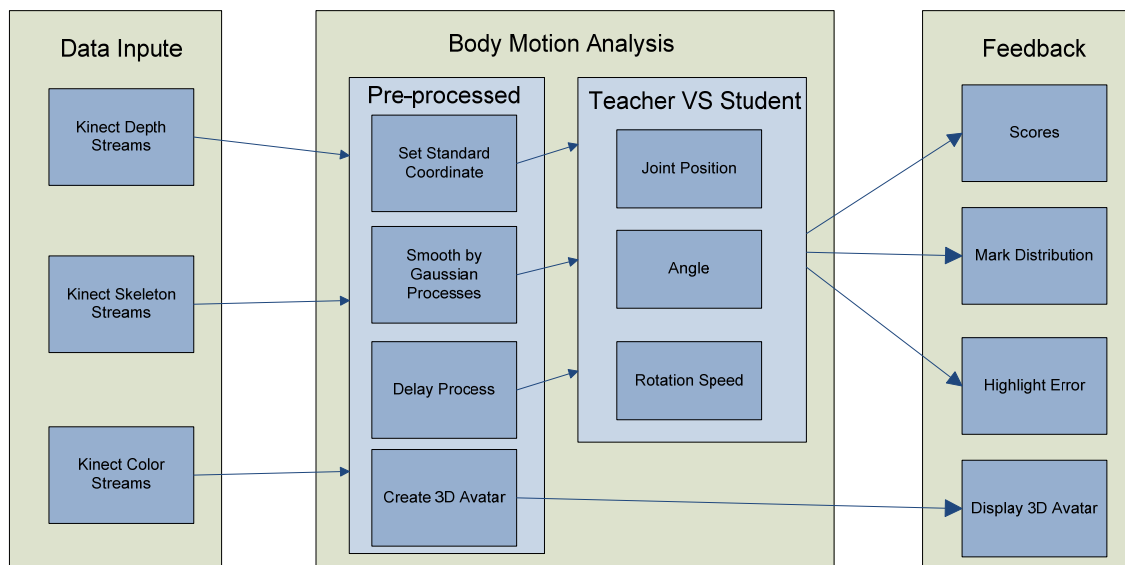 Data Inpute
Kinect Depth
Streams
Kinect Skeleton
Streams
Kinect Color
Streams
Body Motion Analysis
Pre-processed
Set Standard
Coordinate
Smooth by
Gaussian
Processes
Delay Process
Create 3D Avatar
Teacher VS Student
Joint Position
Angle
Rotation Speed
Feedback
Scores
Mark Distribution
Highlight Error
Display 3D Avatar